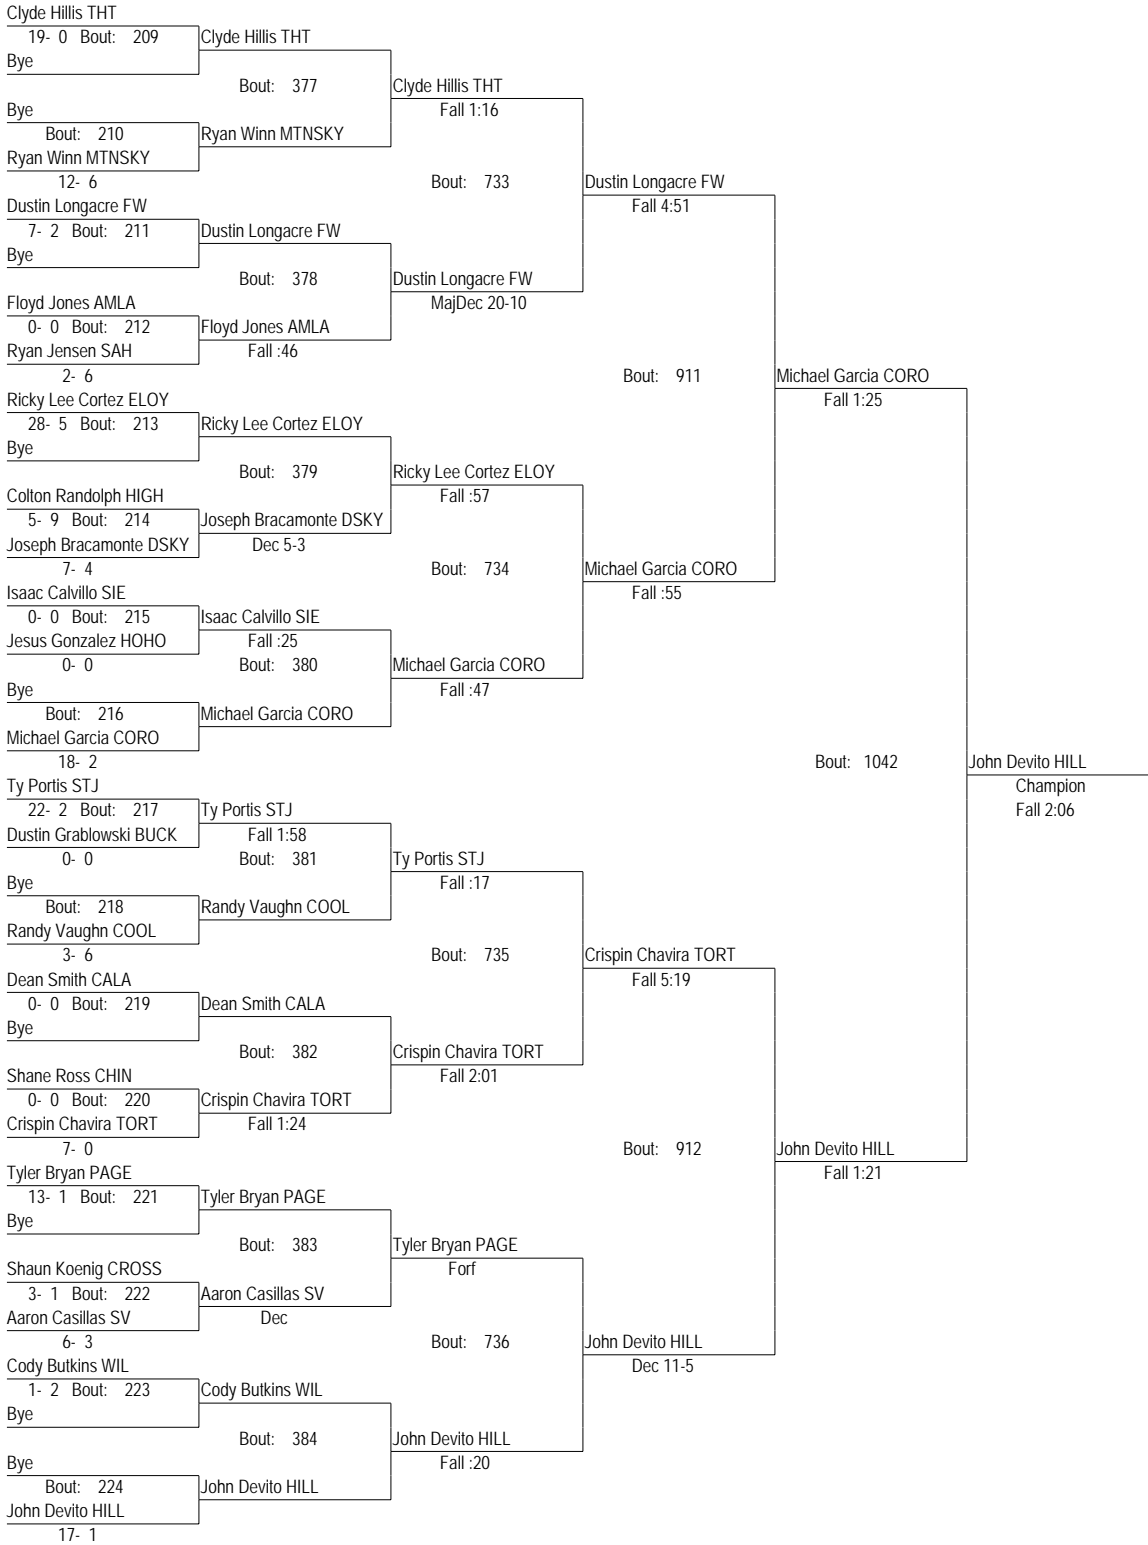 Clyde Hillis THT
19- 0 Bout: 209 Clyde Hillis THT
Bye
Bout: 377 Clyde Hillis THT
Bye Fall 1:16
Bout: 210 Ryan Winn MTNSKY
Ryan Winn MTNSKY
12- 6 Bout: 733 Dustin Longacre FW
Dustin Longacre FW Fall 4:51
7- 2 Bout: 211 Dustin Longacre FW
Bye
Bout: 378 Dustin Longacre FW
Floyd Jones AMLA MajDec 20-10
0- 0 Bout: 212 Floyd Jones AMLA
Ryan Jensen SAH Fall :46
2- 6 Bout: 911 Michael Garcia CORO
Ricky Lee Cortez ELOY Fall 1:25
28- 5 Bout: 213 Ricky Lee Cortez ELOY
Bye
Bout: 379 Ricky Lee Cortez ELOY
Colton Randolph HIGH Fall :57
5- 9 Bout: 214 Joseph Bracamonte DSKY
Joseph Bracamonte DSKY Dec 5-3
7- 4 Bout: 734 Michael Garcia CORO
Isaac Calvillo SIE Fall :55
0- 0 Bout: 215 Isaac Calvillo SIE
Jesus Gonzalez HOHO Fall :25
0- 0 Bout: 380 Michael Garcia CORO
Bye Fall :47
Bout: 216 Michael Garcia CORO
Michael Garcia CORO
18- 2 Bout: 1042 John Devito HILL
Ty Portis STJ Champion
22- 2 Bout: 217 Ty Portis STJ Fall 2:06
Dustin Grablowski BUCK Fall 1:58
0- 0 Bout: 381 Ty Portis STJ
Bye Fall :17
Bout: 218 Randy Vaughn COOL
Randy Vaughn COOL
3- 6 Bout: 735 Crispin Chavira TORT
Dean Smith CALA Fall 5:19
0- 0 Bout: 219 Dean Smith CALA
Bye
Bout: 382 Crispin Chavira TORT
Shane Ross CHIN Fall 2:01
0- 0 Bout: 220 Crispin Chavira TORT
Crispin Chavira TORT Fall 1:24
7- 0 Bout: 912 John Devito HILL
Tyler Bryan PAGE Fall 1:21
13- 1 Bout: 221 Tyler Bryan PAGE
Bye
Bout: 383 Tyler Bryan PAGE
Shaun Koenig CROSS Forf
3- 1 Bout: 222 Aaron Casillas SV
Aaron Casillas SV Dec
6- 3 Bout: 736 John Devito HILL
Cody Butkins WIL Dec 11-5
1- 2 Bout: 223 Cody Butkins WIL
Bye
Bout: 384 John Devito HILL
Bye Fall :20
Bout: 224 John Devito HILL
John Devito HILL
17- 1